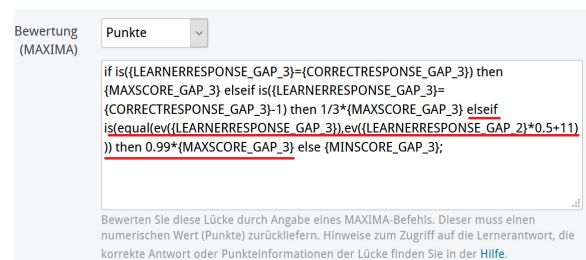 Bewertung
(MAXIMA)
Punkte
if is({LEARNERRESPONSE_GAP_3}={CORRECTRESPONSE_GAP_3}) then
{MAXSCORE_GAP_3} elseif is({LEARNERRESPONSE_GAP_3}=
{CORRECTRESPONSE_GAP_3}-1) then 1/3*{MAXSCORE_GAP_3} elseif
is(equal(ev({LEARNERRESPONSE_GAP_3}),ev({LEARNERRESPONSE_GAP_2}*0.5+11)
)) then 0.99*{MAXSCORE_GAP_3} else {MINSCORE_GAP_3};
Bewerten Sie diese Lücke durch Angabe eines MAXIMA-Befehls. Dieser muss einen
numerischen Wert (Punkte) zurückliefern. Hinweise zum Zugriff auf die Lernerantwort, die
korrekte Antwort oder Punkteinformationen der Lücke finden Sie in der Hilfe.